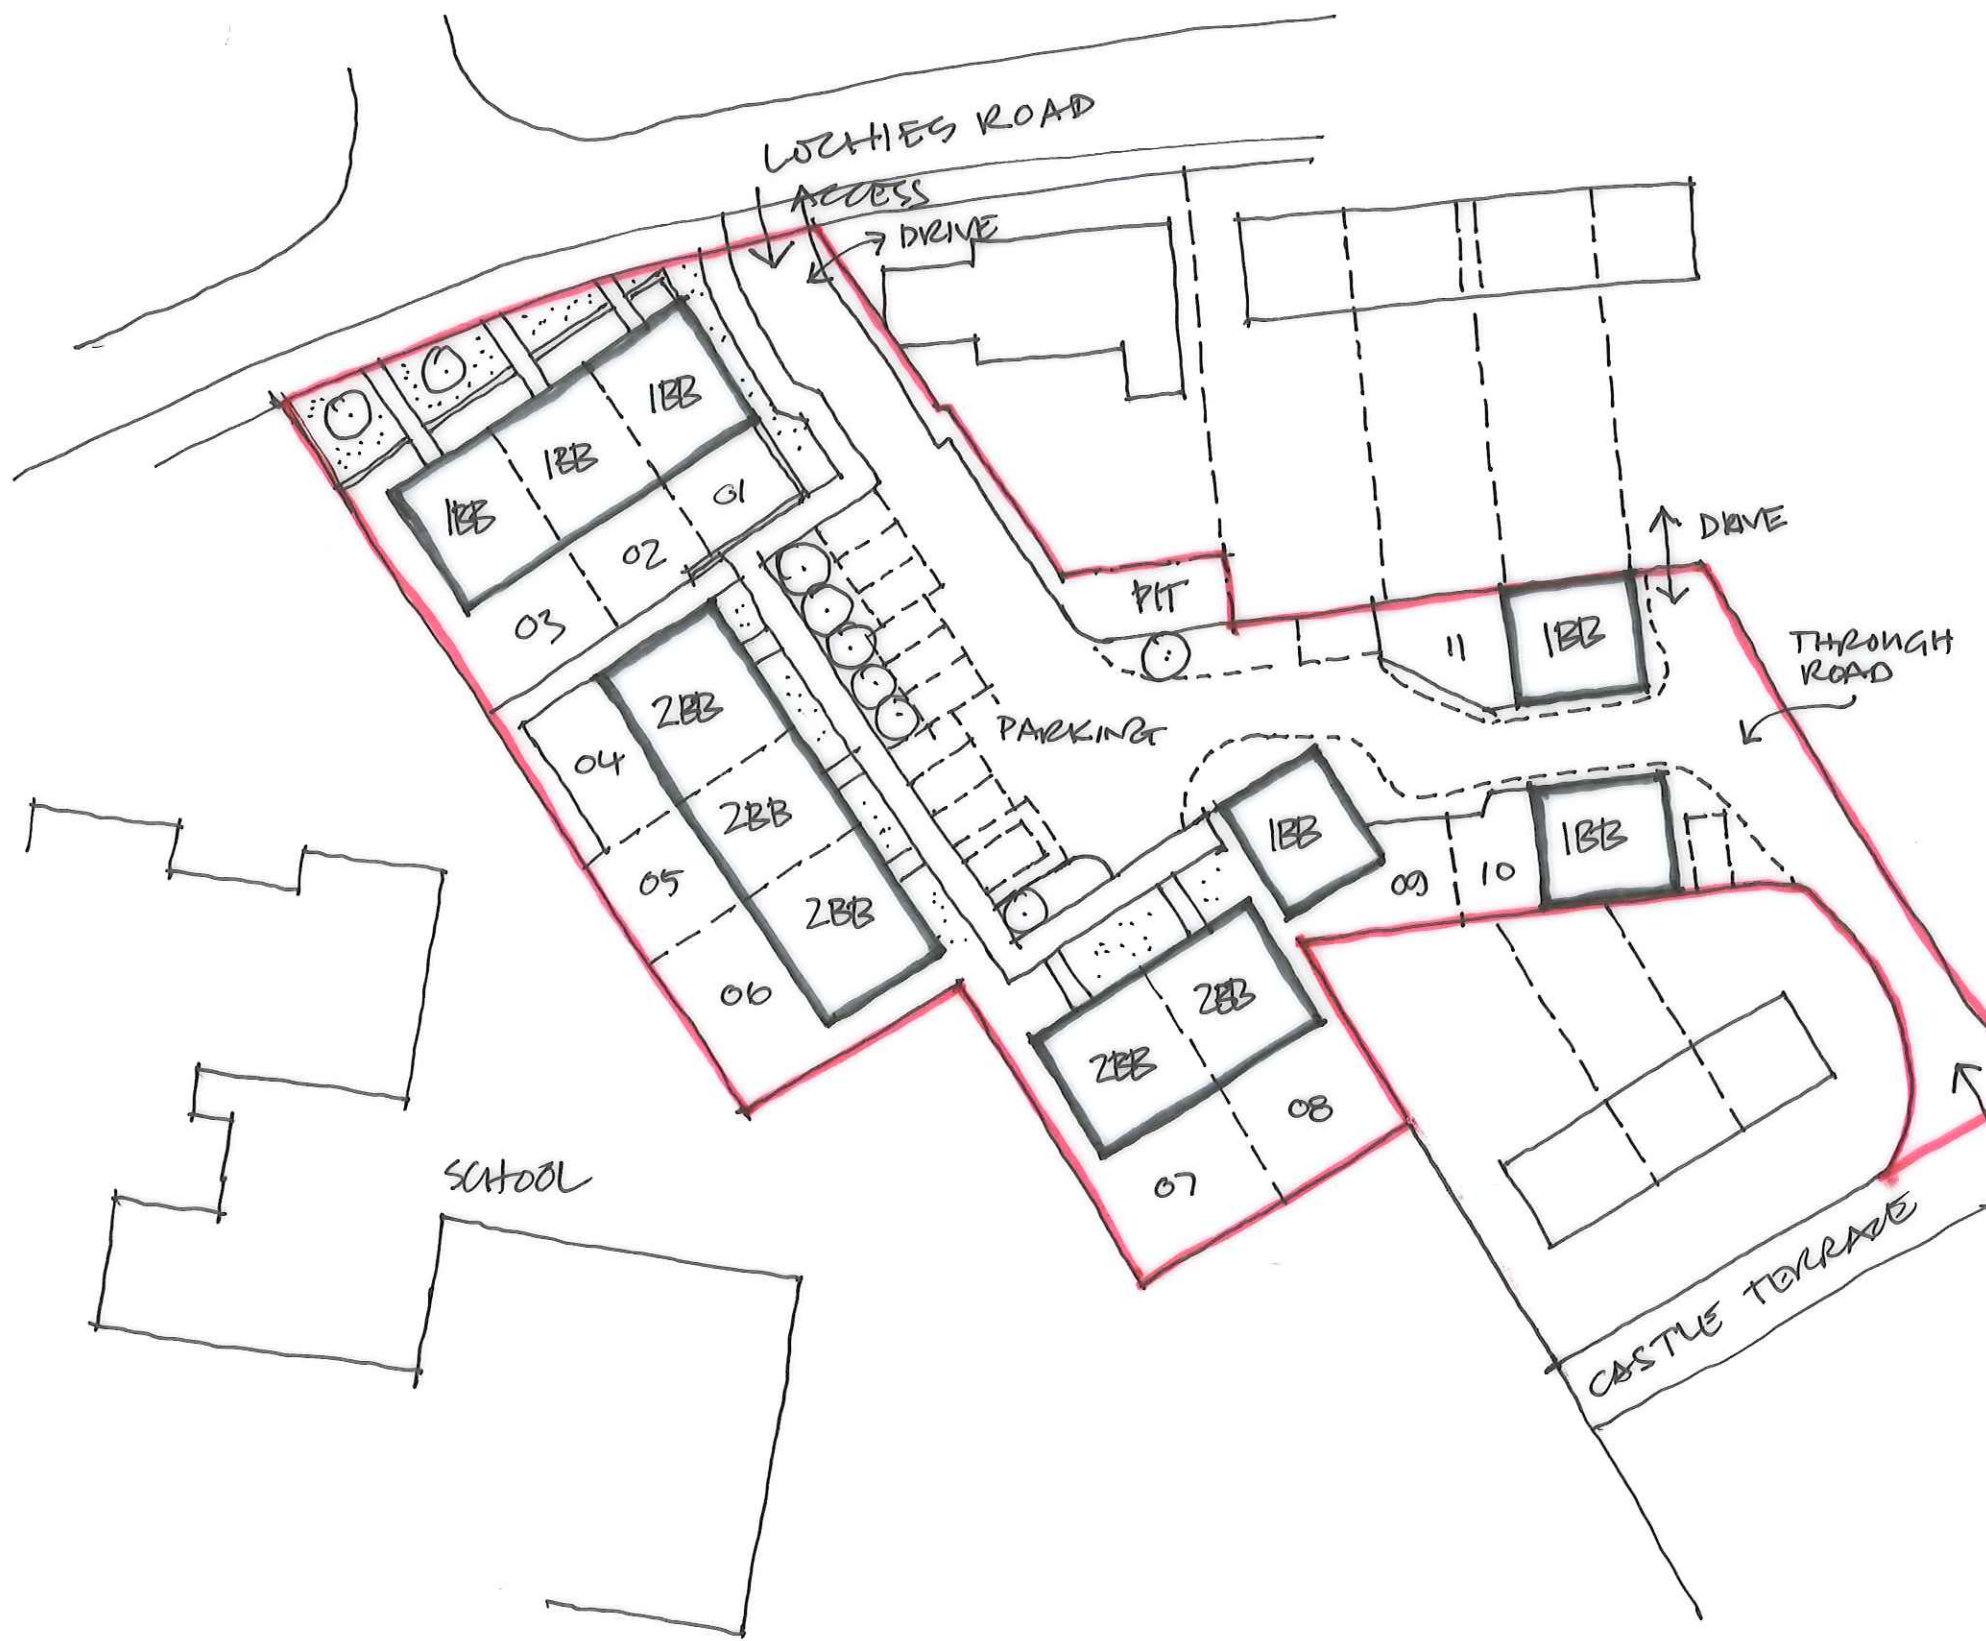 LOCHIES ROAD
ACCESS
DRIVE
1BB
1BB
1BB
01
02
03
PIT
DRIVE
11
1BB
THROUGH
ROAD
2BB
04
PARKING
2BB
05
2BB
06
1BB
09
10
1BB
2BB
2BB
08
07
SCHOOL
CASTLE TERRACE